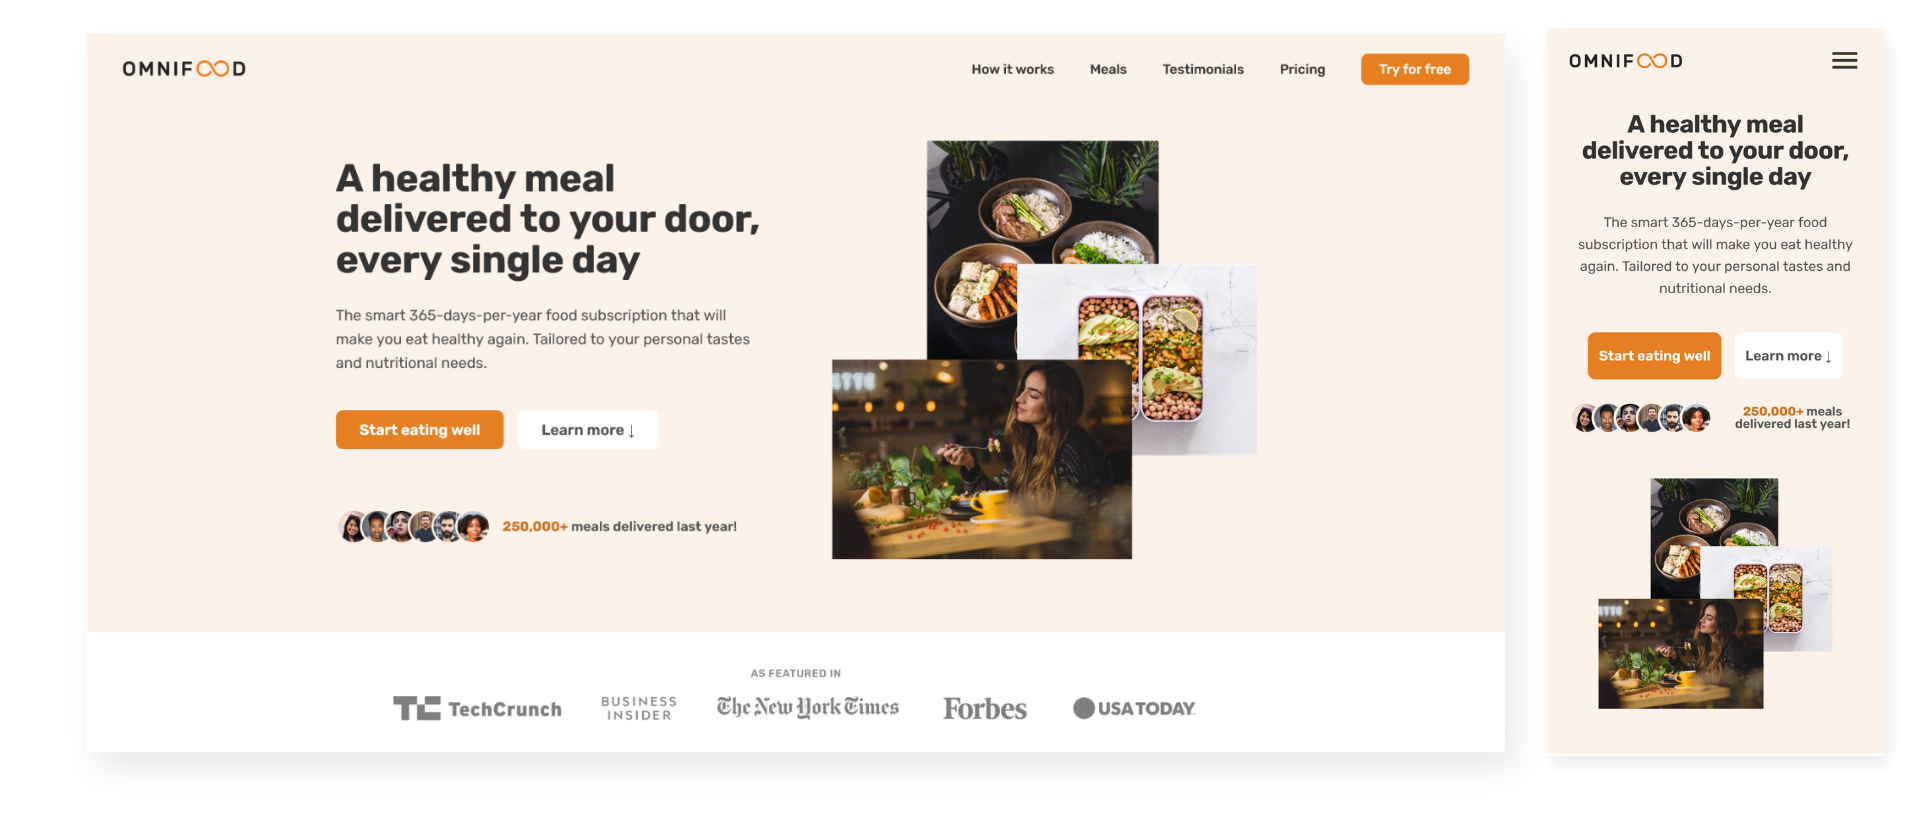 OMNIFOOD
How it works
Meals
Testimonials
Pricing
Try for free
A healthy meal
delivered to your door,
every single day
The smart 365-days-per-year food subscription that will
make you eat healthy again. Tailored to your personal tastes
and nutritional needs.
Start eating well
Learn more ↓
250,000+ meals delivered last year!
AS FEATURED IN
TechCrunch
BUSINESS
INSIDER
The New York Times
Forbes
USA TODAY
OMNIFOOD
A healthy meal
delivered to your door,
every single day
The smart 365-days-per-year food
subscription that will make you eat healthy
again. Tailored to your personal tastes and
nutritional needs.
Start eating well
Learn more ↓
250,000+ meals
delivered last year!